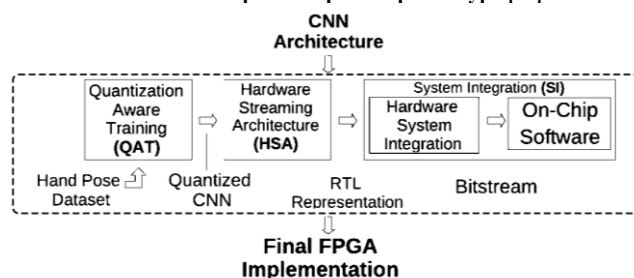 CNN
Architecture
Quantization
Aware
Training
(QAT)
Hardware
Streaming
Architecture
(HSA)
System Integration (SI)
Hardware
System
Integration
On-Chip
Software
Hand Pose
Dataset
Quantized
CNN
RTL
Representation
Bitstream
Final FPGA
Implementation